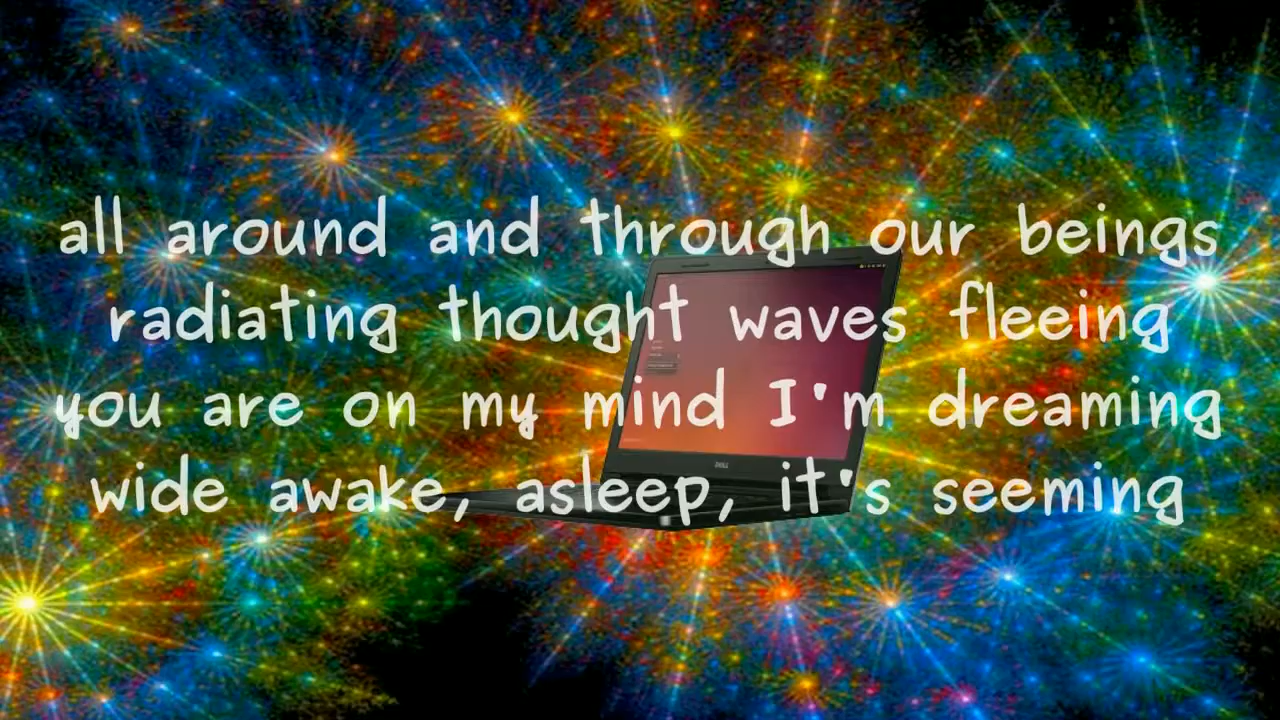 all around and through our beings
radiating thought waves fleeing
you are on my mind I'm dreaming
wide awake, asleep, it's seeming
DELL